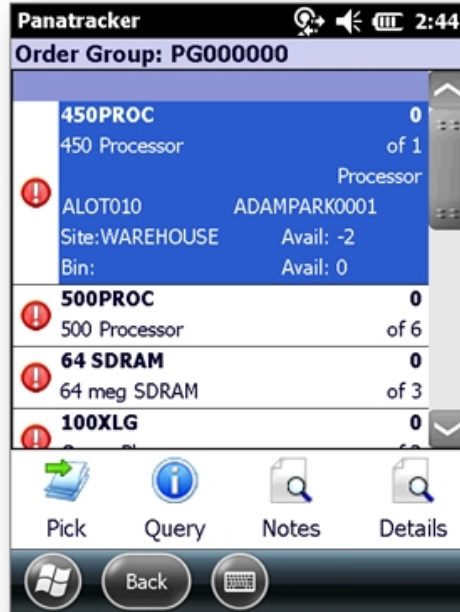 Panatracker 2:44
Order Group: PG000000
450PROC 0
450 Processor of 1
Processor
ALOT010 ADAMPARK0001
Site:WAREHOUSE Avail: -2
Bin: Avail: 0
500PROC 0
500 Processor of 6
64 SDRAM 0
64 meg SDRAM of 3
100XLG 0
Pick Query Notes Details
Back